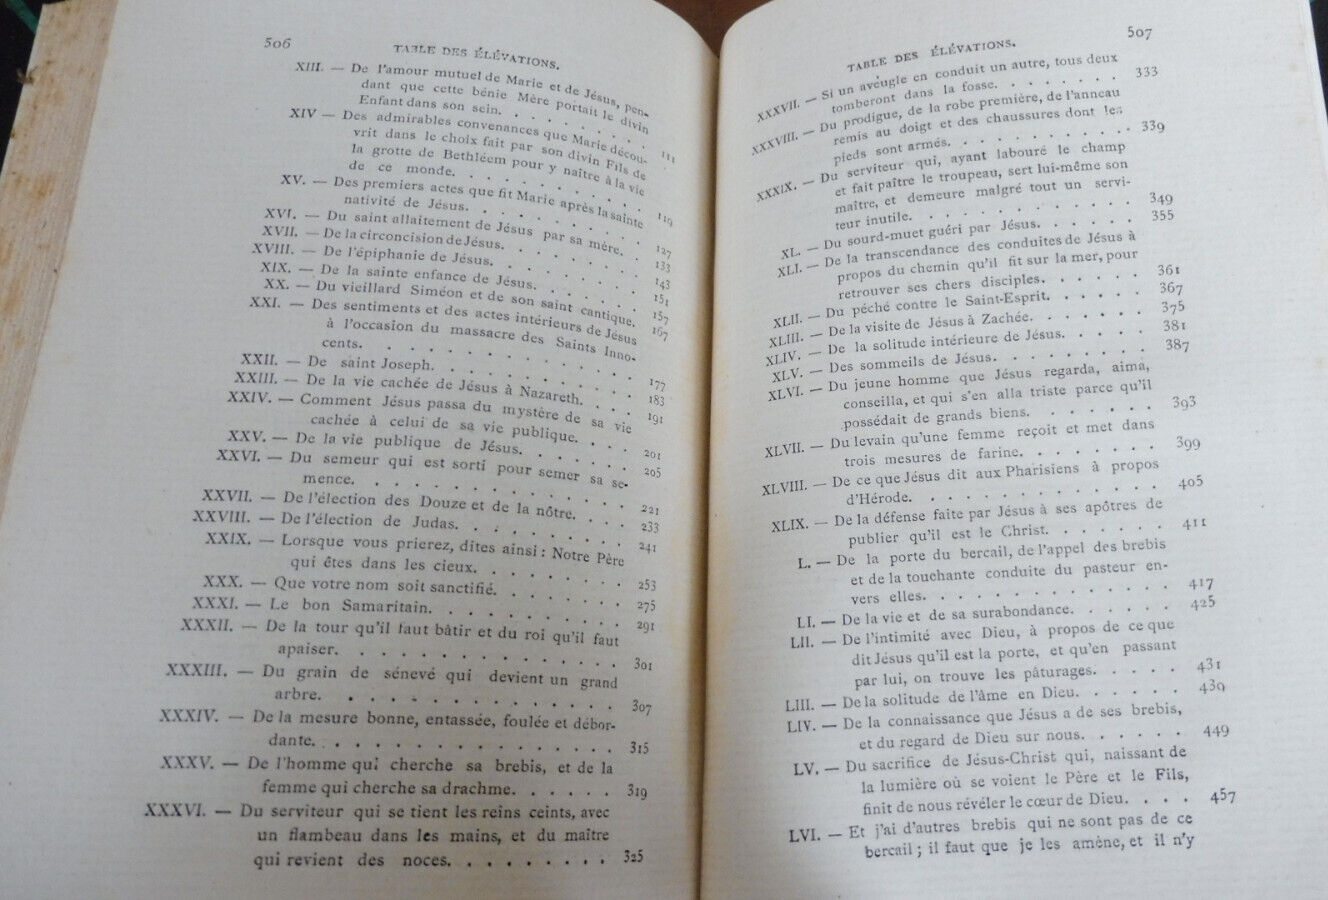 506
TABLE DES ÉLÉVATIONS.
XIII. — De l'amour mutuel de Marie et de Jésus, pen-
dant que cette bénie Mère portait le divin
Enfant dans son sein. . . . . . . . . 111
XIV — Des admirables convenances que Marie décou-
vrit dans le choix fait par son divin Fils de
la grotte de Bethléem pour y naître à la vie
de ce monde. . . . . . . . . . . 119
XV. — Des premiers actes que fit Marie après la sainte
nativité de Jésus. . . . . . . . . . 127
XVI. — Du saint allaitement de Jésus par sa mère. . 133
XVII. — De la circoncision de Jésus. . . . . . . 143
XVIII. — De l'épiphanie de Jésus. . . . . . . . 151
XIX. — De la sainte enfance de Jésus. . . . . . 157
XX. — Du vieillard Siméon et de son saint cantique. 167
XXI. — Des sentiments et des actes intérieurs de Jésus
à l'occasion du massacre des Saints Inno-
cents. . . . . . . . . . . . . . 177
XXII. — De saint Joseph. . . . . . . . . . 183
XXIII. — De la vie cachée de Jésus à Nazareth. . . . 191
XXIV. — Comment Jésus passa du mystère de sa vie
cachée à celui de sa vie publique. . . . 201
XXV. — De la vie publique de Jésus. . . . . . . 205
XXVI. — Du semeur qui est sorti pour semer sa se-
mence. . . . . . . . . . . . . . 221
XXVII. — De l'élection des Douze et de la nôtre. . . . 233
XXVIII. — De l'élection de Judas. . . . . . . . . 241
XXIX. — Lorsque vous prierez, dites ainsi : Notre Père
qui êtes dans les cieux. . . . . . . . 253
XXX. — Que votre nom soit sanctifié. . . . . . . 275
XXXI. — Le bon Samaritain. . . . . . . . . . 291
XXXII. — De la tour qu'il faut bâtir et du roi qu'il faut
apaiser. . . . . . . . . . . . . . 301
XXXIII. — Du grain de sénevé qui devient un grand
arbre. . . . . . . . . . . . . . 307
XXXIV. — De la mesure bonne, entassée, foulée et débor-
dante. . . . . . . . . . . . . . . 315
XXXV. — De l'homme qui cherche sa brebis, et de la
femme qui cherche sa drachme. . . . . . 319
XXXVI. — Du serviteur qui se tient les reins ceints, avec
un flambeau dans les mains, et du maître
qui revient des noces. . . . . . . . . 325
TABLE DES ÉLÉVATIONS.
507
XXXVII. — Si un aveugle en conduit un autre, tous deux
tomberont dans la fosse. . . . . . . . 333
XXXVIII. — Du prodigue, de la robe première, de l'anneau
remis au doigt et des chaussures dont les
pieds sont armés. . . . . . . . . . . 339
XXXIX. — Du serviteur qui, ayant labouré le champ
et fait paître le troupeau, sert lui-même son
maître, et demeure malgré tout un servi-
teur inutile. . . . . . . . . . . . . 349
XL. — Du sourd-muet guéri par Jésus. . . . . . 355
XLI. — De la transcendance des conduites de Jésus à
propos du chemin qu'il fit sur la mer, pour
retrouver ses chers disciples. . . . . . 361
XLII. — Du péché contre le Saint-Esprit. . . . . . 367
XLIII. — De la visite de Jésus à Zachée. . . . . . . 375
XLIV. — De la solitude intérieure de Jésus. . . . . 381
XLV. — Des sommeils de Jésus. . . . . . . . . 387
XLVI. — Du jeune homme que Jésus regarda, aima,
conseilla, et qui s'en alla triste parce qu'il
possédait de grands biens. . . . . . . 393
XLVII. — Du levain qu'une femme reçoit et met dans
trois mesures de farine. . . . . . . . 399
XLVIII. — De ce que Jésus dit aux Pharisiens à propos
d'Hérode. . . . . . . . . . . . . 405
XLIX. — De la défense faite par Jésus à ses apôtres de
publier qu'il est le Christ. . . . . . . 411
L. — De la porte du bercail, de l'appel des brebis
et de la touchante conduite du pasteur en-
vers elles. . . . . . . . . . . . . 417
LI. — De la vie et de sa surabondance. . . . . . 425
LII. — De l'intimité avec Dieu, à propos de ce que
dit Jésus qu'il est la porte, et qu'en passant
par lui, on trouve les pâturages. . . . . 431
LIII. — De la solitude de l'âme en Dieu. . . . . . 439
LIV. — De la connaissance que Jésus a de ses brebis,
et du regard de Dieu sur nous. . . . . . 449
LV. — Du sacrifice de Jésus-Christ qui, naissant de
la lumière où se voient le Père et le Fils,
finit de nous révéler le cœur de Dieu. . . . 457
LVI. — Et j'ai d'autres brebis qui ne sont pas de ce
bercail ; il faut que je les amène, et il n'y